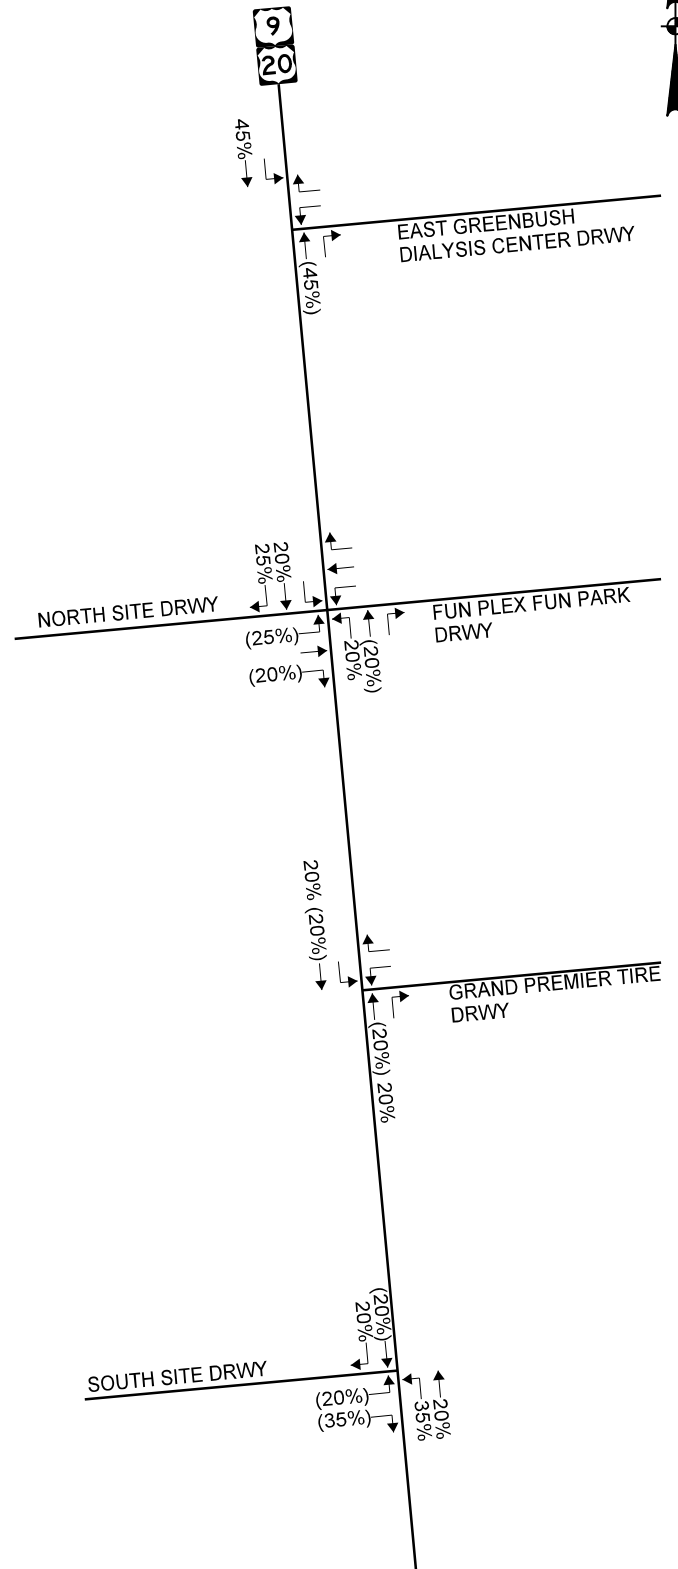 9
20
45%
EAST GREENBUSH
DIALYSIS CENTER DRWY
(45%)
20%
25%
NORTH SITE DRWY
FUN PLEX FUN PARK
DRWY
(25%)
(20%)
20%
(20%)
20% (20%)
GRAND PREMIER TIRE
DRWY
(20%) 20%
(20%)
20%
SOUTH SITE DRWY
(20%)
(35%)
20%
35%